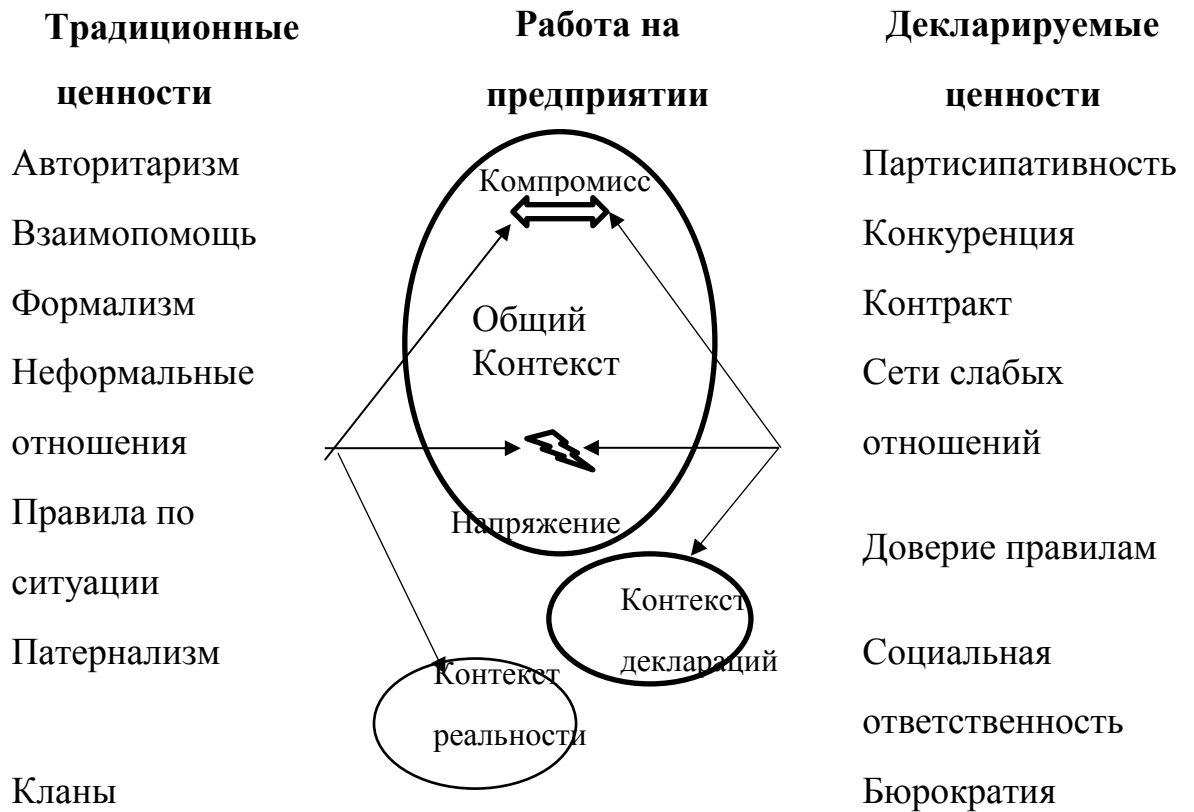 Традиционные
ценности
Работа на
предприятии
Декларируемые
ценности
Авторитаризм
Взаимопомощь
Формализм
Неформальные
отношения
Правила по
ситуации
Патернализм
Кланы
Компромисс
Общий
Контекст
Напряжение
Контекст
деклараций
Контекст
реальности
Партисипативность
Конкуренция
Контракт
Сети слабых
отношений
Доверие правилам
Социальная
ответственность
Бюрократия